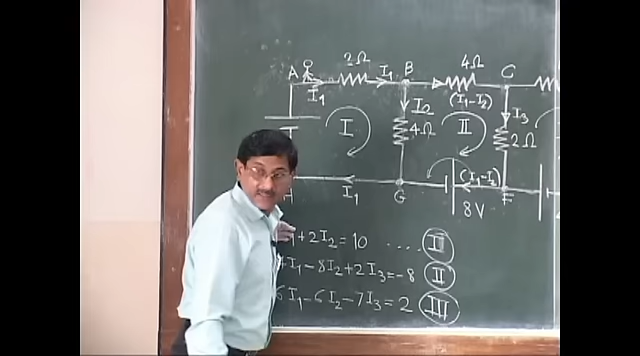 2Ω
4Ω
A
I₁
B
C
I₁
I₂
(I₁-I₂)
I₃
I
4Ω
II
2Ω
I₁
G
(I₁-I₂)
F
8V
H
+2I₂=10 .... I
I₁-8I₂+2I₃=-8 II
6I₁-6I₂-7I₃=2 III